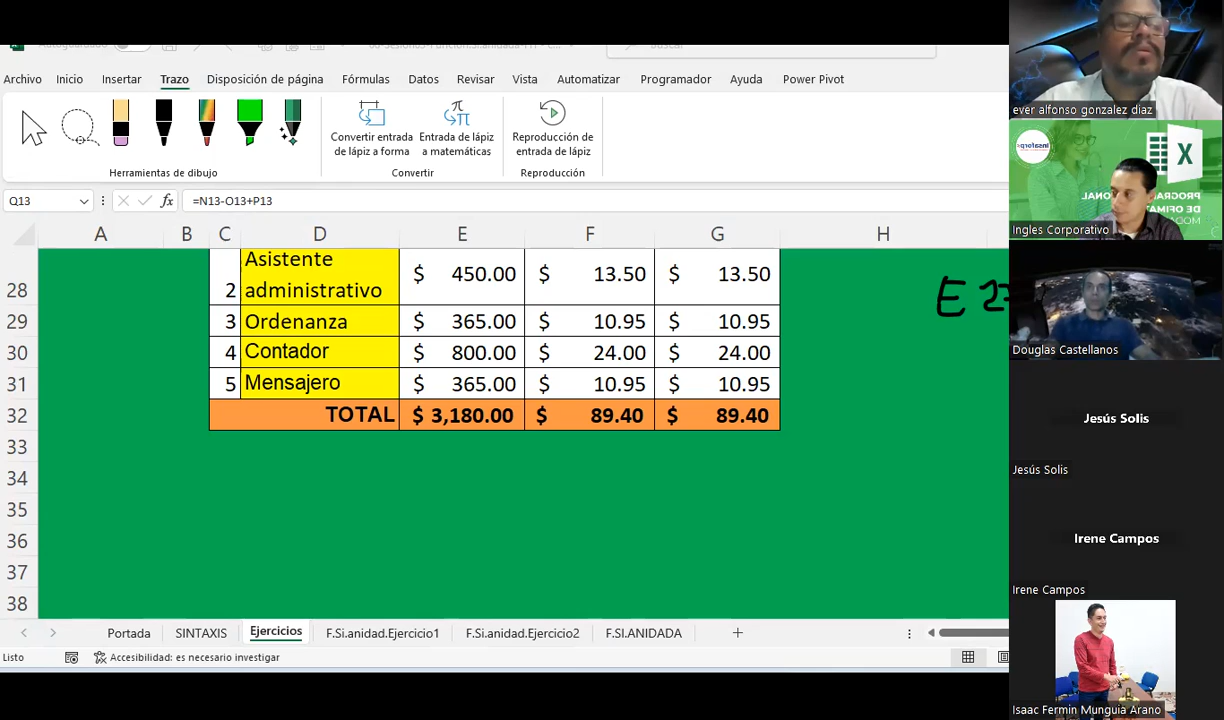 Archivo Inicio Insertar Trazo Disposición de página Fórmulas Datos Revisar Vista Automatizar Programador Ayuda Power Pivot
Convertir entrada de lápiz a forma
Entrada de lápiz a matemáticas
Reproducción de entrada de lápiz
Herramientas de dibujo Convertir Reproducción
Q13 fx =N13-O13+P13
A B C D E F G H
28 2 Asistente administrativo $ 450.00 $ 13.50 $ 13.50
29 3 Ordenanza $ 365.00 $ 10.95 $ 10.95
30 4 Contador $ 800.00 $ 24.00 $ 24.00
31 5 Mensajero $ 365.00 $ 10.95 $ 10.95
32 TOTAL $ 3,180.00 $ 89.40 $ 89.40
33
34
35
36
37
38
Portada SINTAXIS Ejercicios F.Si.anidad.Ejercicio1 F.Si.anidad.Ejercicio2 F.SI.ANIDADA
Listo Accesibilidad: es necesario investigar
ever alfonso gonzalez diaz
Ingles Corporativo
Douglas Castellanos
Jesús Solis
Jesús Solis
Irene Campos
Irene Campos
Isaac Fermin Munguia Arano